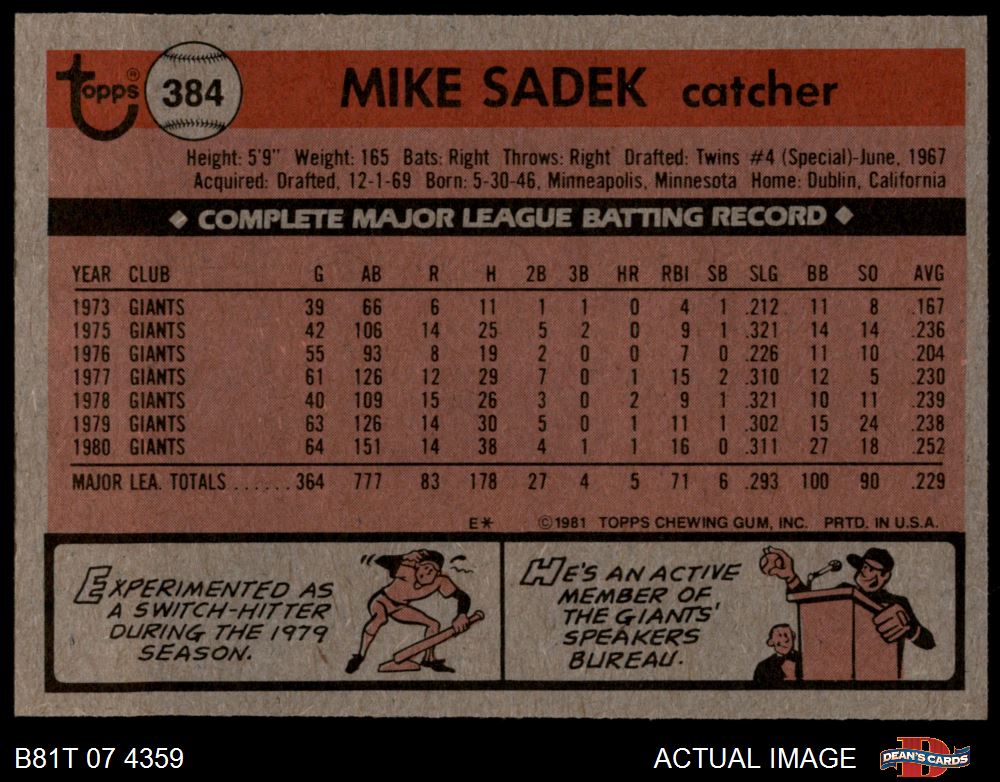 topps® 384 MIKE SADEK catcher
Height: 5'9" Weight: 165 Bats: Right Throws: Right Drafted: Twins #4 (Special)-June, 1967
Acquired: Drafted, 12-1-69 Born: 5-30-46, Minneapolis, Minnesota Home: Dublin, California
◆ COMPLETE MAJOR LEAGUE BATTING RECORD ◆
YEAR CLUB G AB R H 2B 3B HR RBI SB SLG BB SO AVG
1973 GIANTS 39 66 6 11 1 1 0 4 1 .212 11 8 .167
1975 GIANTS 42 106 14 25 5 2 0 9 1 .321 14 14 .236
1976 GIANTS 55 93 8 19 2 0 0 7 0 .226 11 10 .204
1977 GIANTS 61 126 12 29 7 0 1 15 2 .310 12 5 .230
1978 GIANTS 40 109 15 26 3 0 2 9 1 .321 10 11 .239
1979 GIANTS 63 126 14 30 5 0 1 11 1 .302 15 24 .238
1980 GIANTS 64 151 14 38 4 1 1 16 0 .311 27 18 .252
MAJOR LEA. TOTALS ......364 777 83 178 27 4 5 71 6 .293 100 90 .229
E* ©1981 TOPPS CHEWING GUM, INC. PRTD. IN U.S.A.
EXPERIMENTED AS
A SWITCH-HITTER
DURING THE 1979
SEASON.
HE'S AN ACTIVE
MEMBER OF
THE GIANTS'
SPEAKERS
BUREAU.
B81T 07 4359 ACTUAL IMAGE DEAN'S CARDS